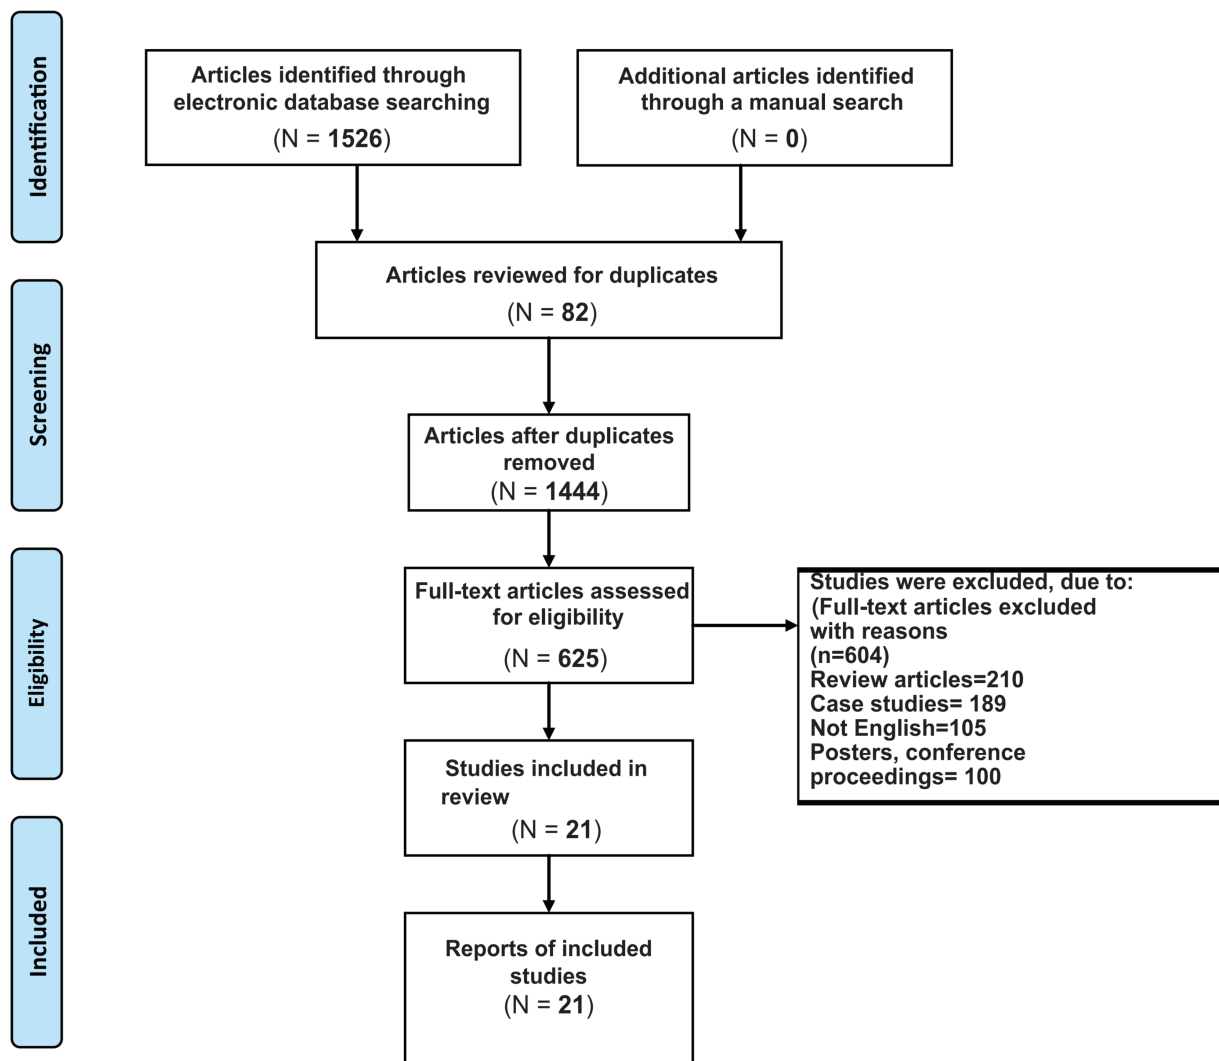 Identification
Articles identified through
electronic database searching
(N = 1526)
Additional articles identified
through a manual search
(N = 0)
Articles reviewed for duplicates
(N = 82)
Screening
Articles after duplicates
removed
(N = 1444)
Eligibility
Full-text articles assessed
for eligibility
(N = 625)
Studies were excluded, due to:
(Full-text articles excluded
with reasons
(n=604)
Review articles=210
Case studies= 189
Not English=105
Posters, conference
proceedings= 100
Studies included in
review
(N = 21)
Included
Reports of included
studies
(N = 21)